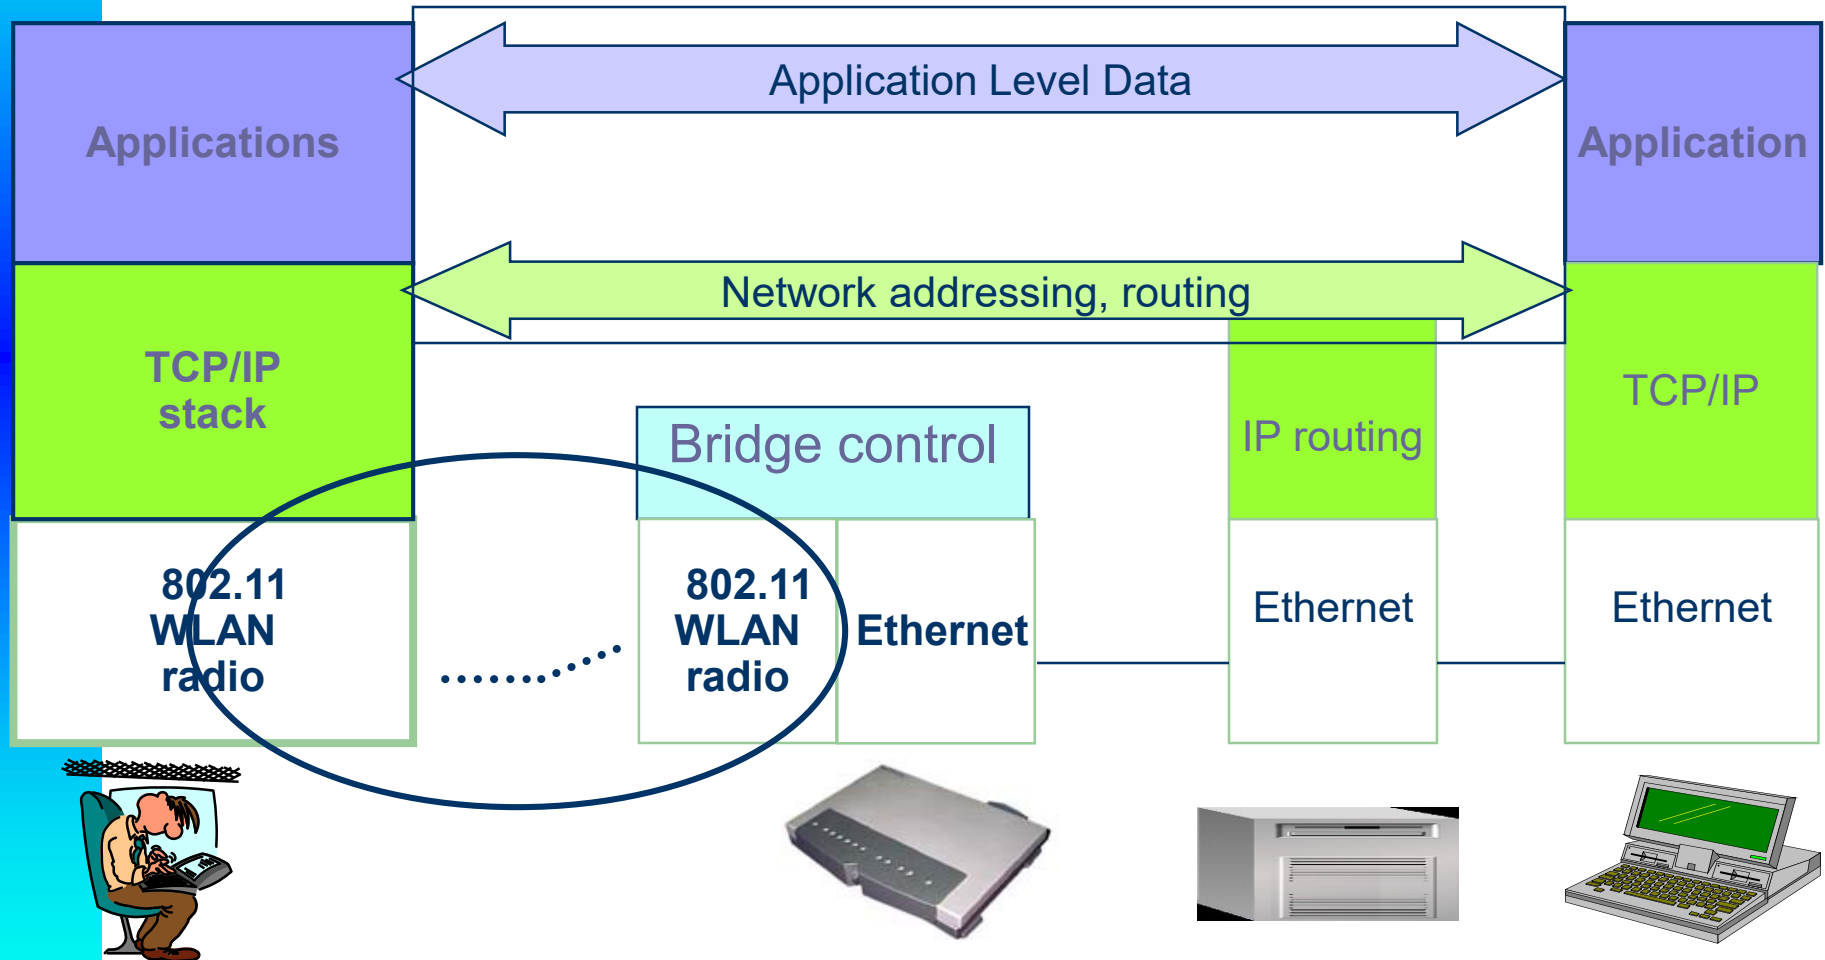 Application Level Data
Applications
Application
Network addressing, routing
TCP/IP
stack
TCP/IP
Bridge control
IP routing
802.11
WLAN
radio
802.11
WLAN
radio
Ethernet
Ethernet
Ethernet